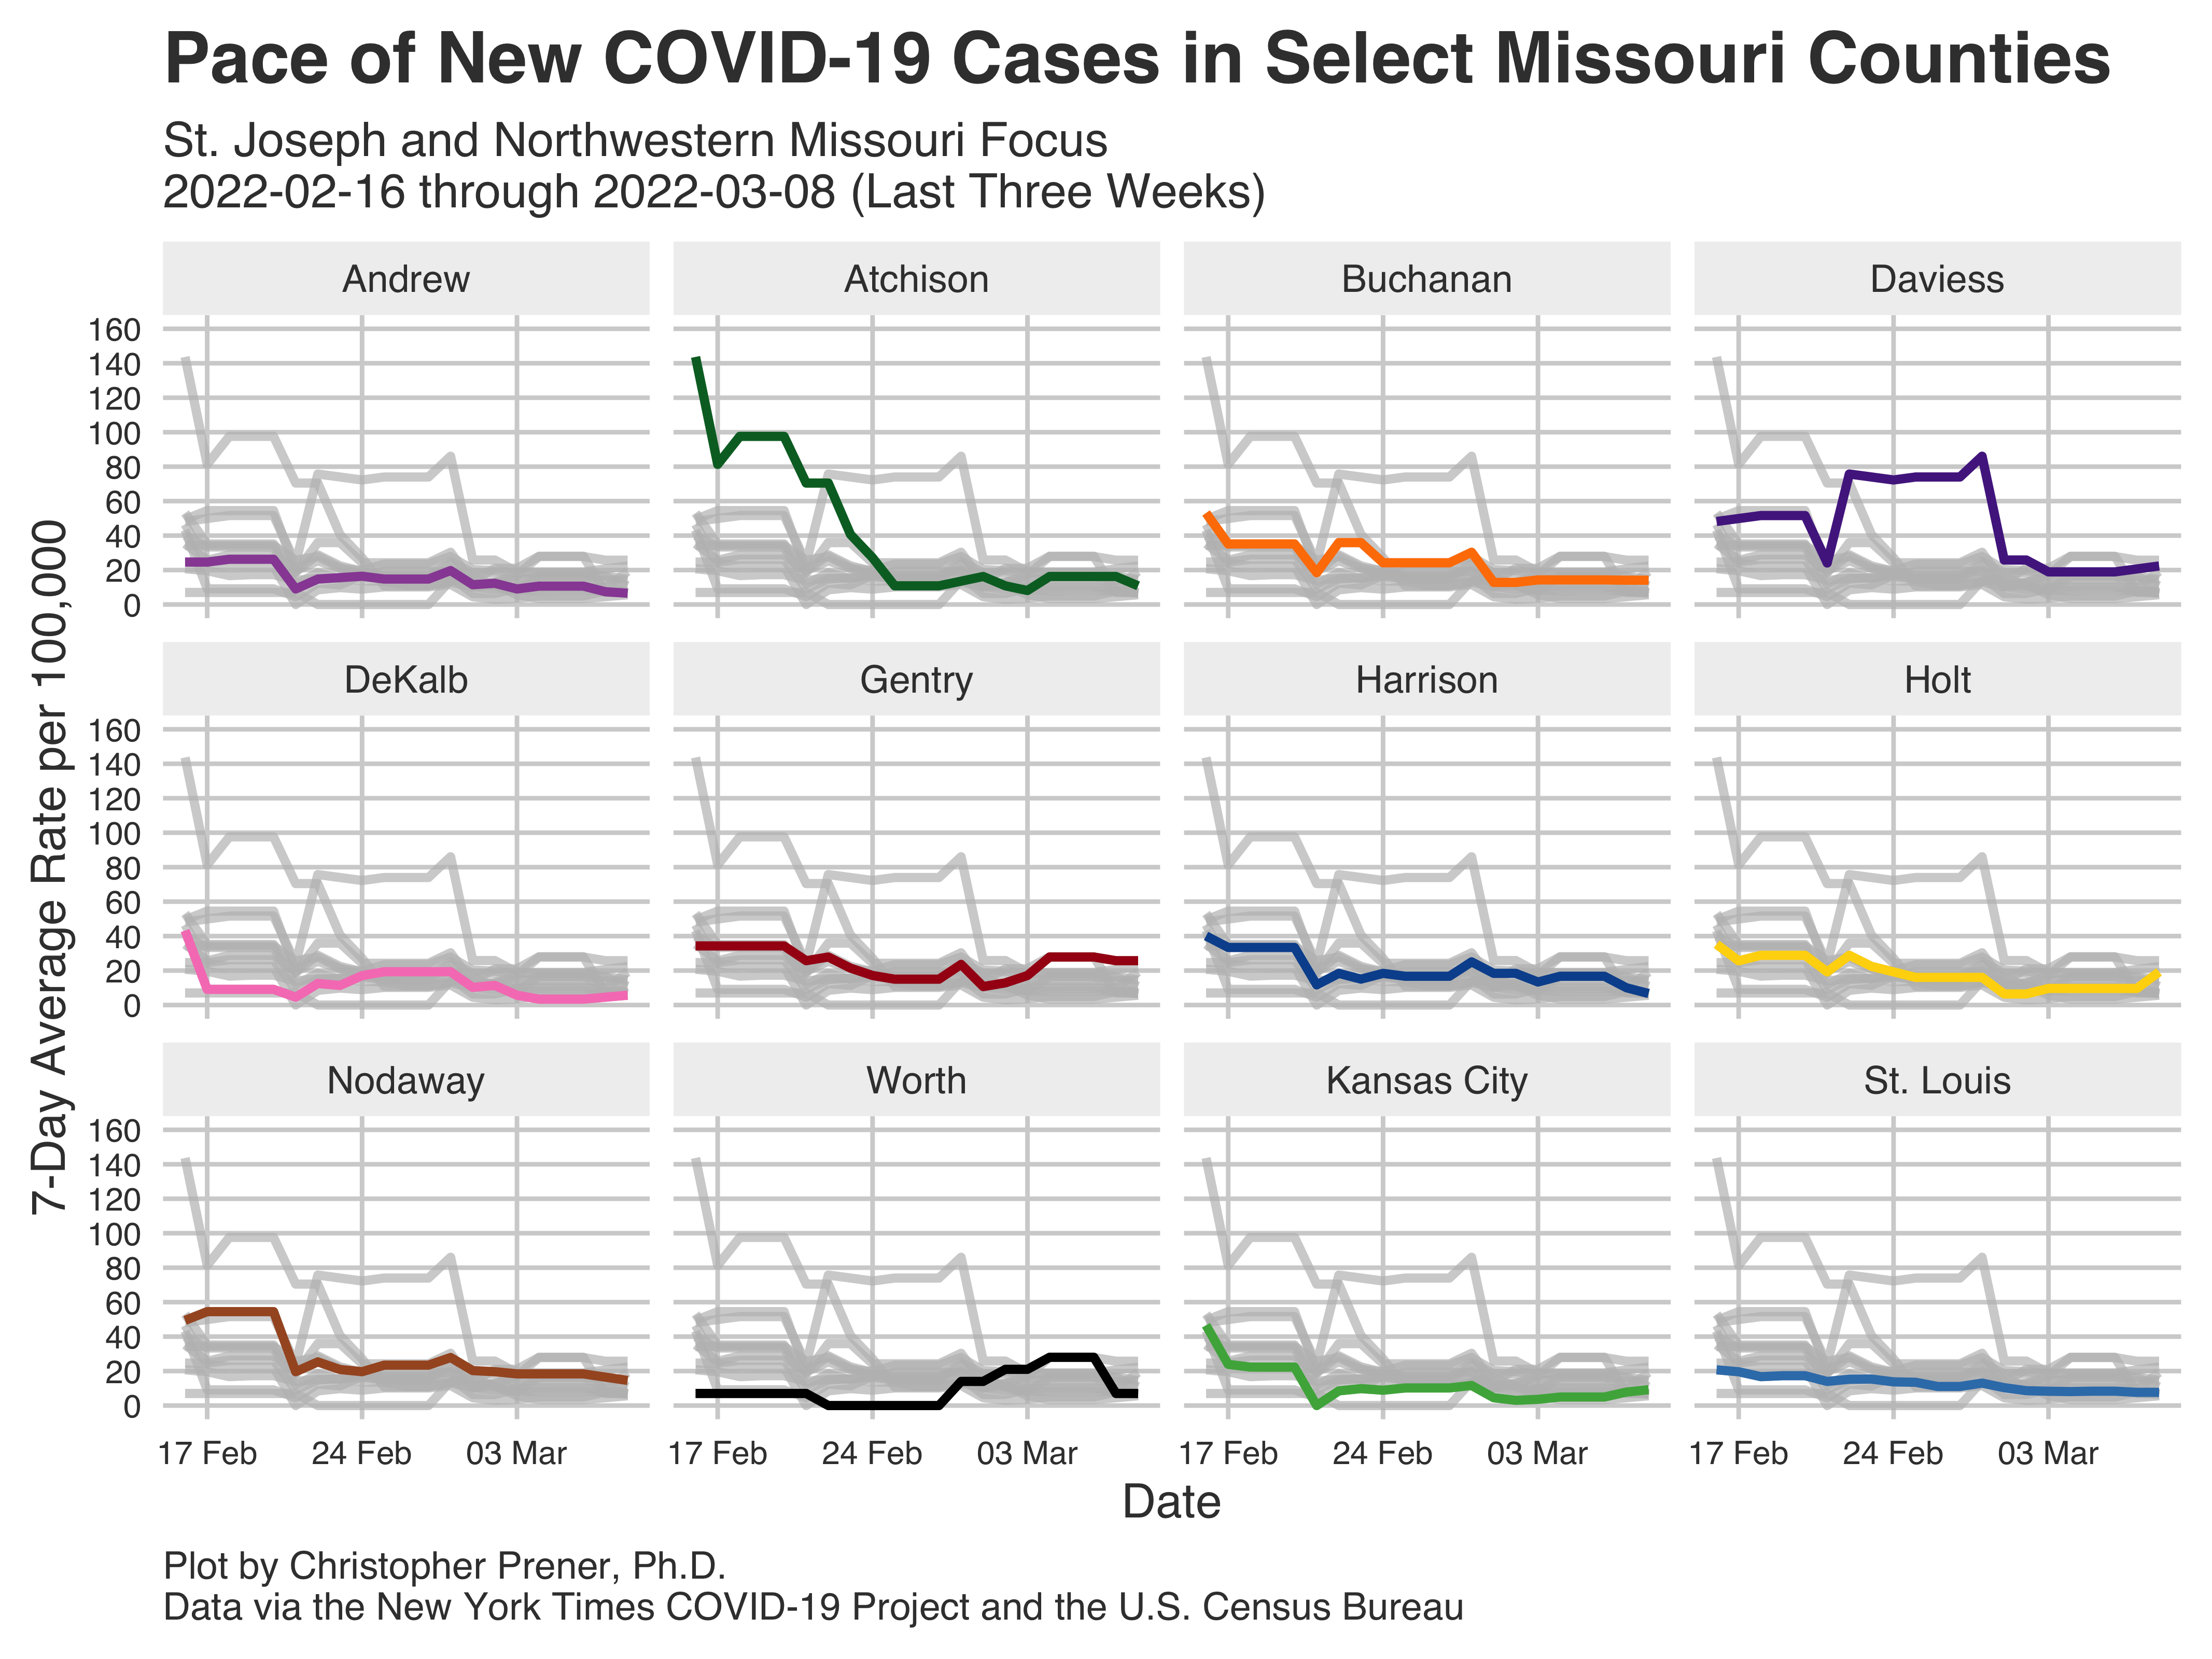 Pace of New COVID-19 Cases in Select Missouri Counties
St. Joseph and Northwestern Missouri Focus
2022-02-16 through 2022-03-08 (Last Three Weeks)
7-Day Average Rate per 100,000
Andrew
Atchison
Buchanan
Daviess
160
140
120
100
80
60
40
20
0
DeKalb
Gentry
Harrison
Holt
160
140
120
100
80
60
40
20
0
Nodaway
Worth
Kansas City
St. Louis
160
140
120
100
80
60
40
20
0
17 Feb 24 Feb 03 Mar
17 Feb 24 Feb 03 Mar
17 Feb 24 Feb 03 Mar
17 Feb 24 Feb 03 Mar
Date
Plot by Christopher Prener, Ph.D.
Data via the New York Times COVID-19 Project and the U.S. Census Bureau